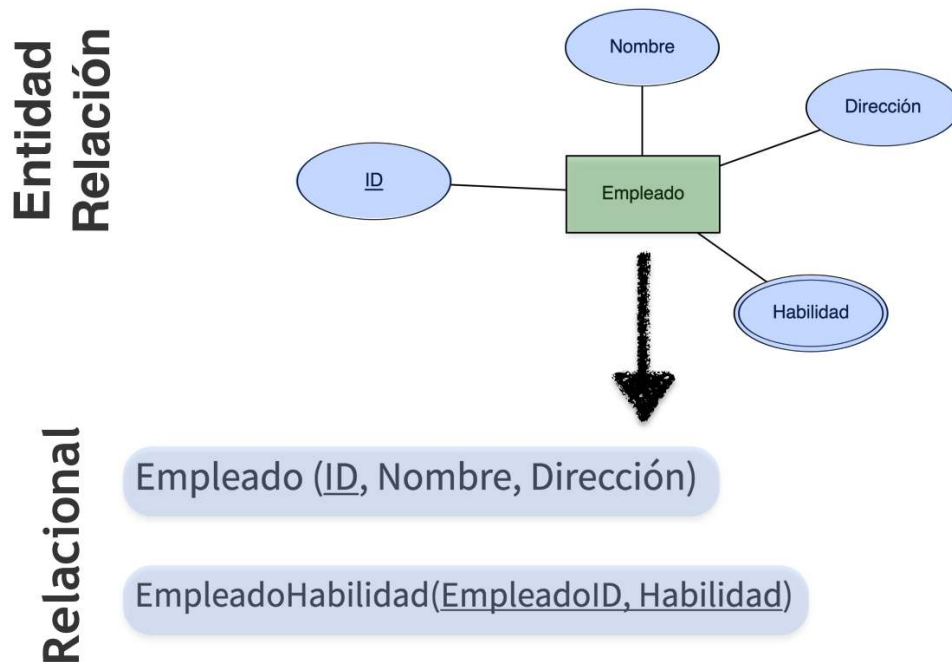 Entidad
Relación
Nombre
Dirección
ID
Empleado
Habilidad
Relacional
Empleado (ID, Nombre, Dirección)
EmpleadoHabilidad(EmpleadoID, Habilidad)